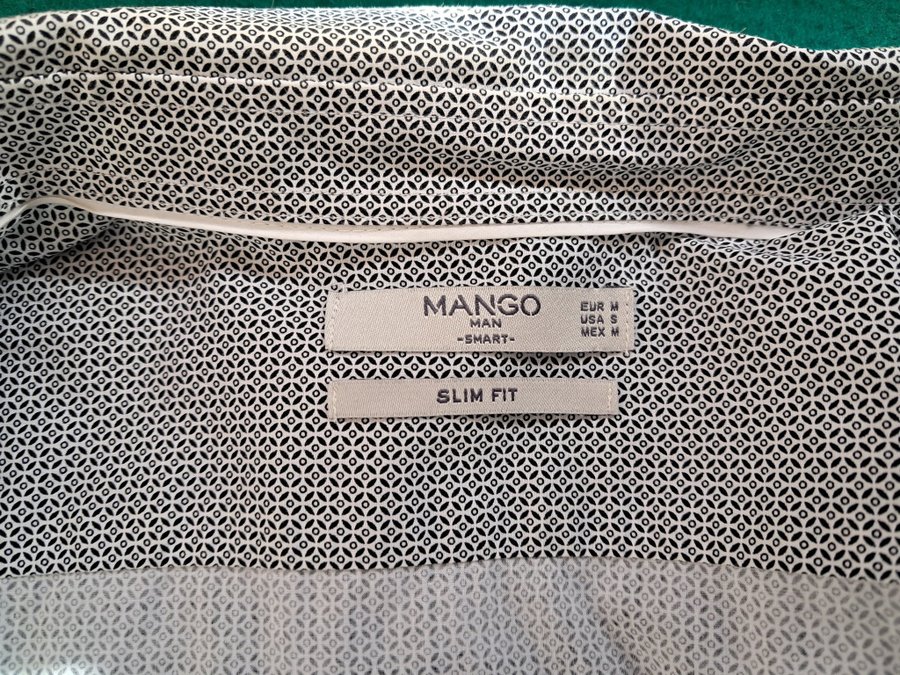 MANGO
MAN
-SMART-
EUR M
USA S
MEX M
SLIM FIT